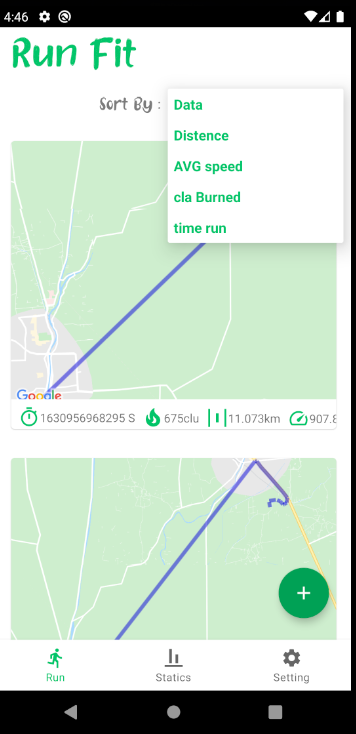 4:46
Run Fit
Sort By :
Data
Distence
AVG speed
cla Burned
time run
Google
1630956968295 S 675clu 11.073km 907.8
Run Statics Setting